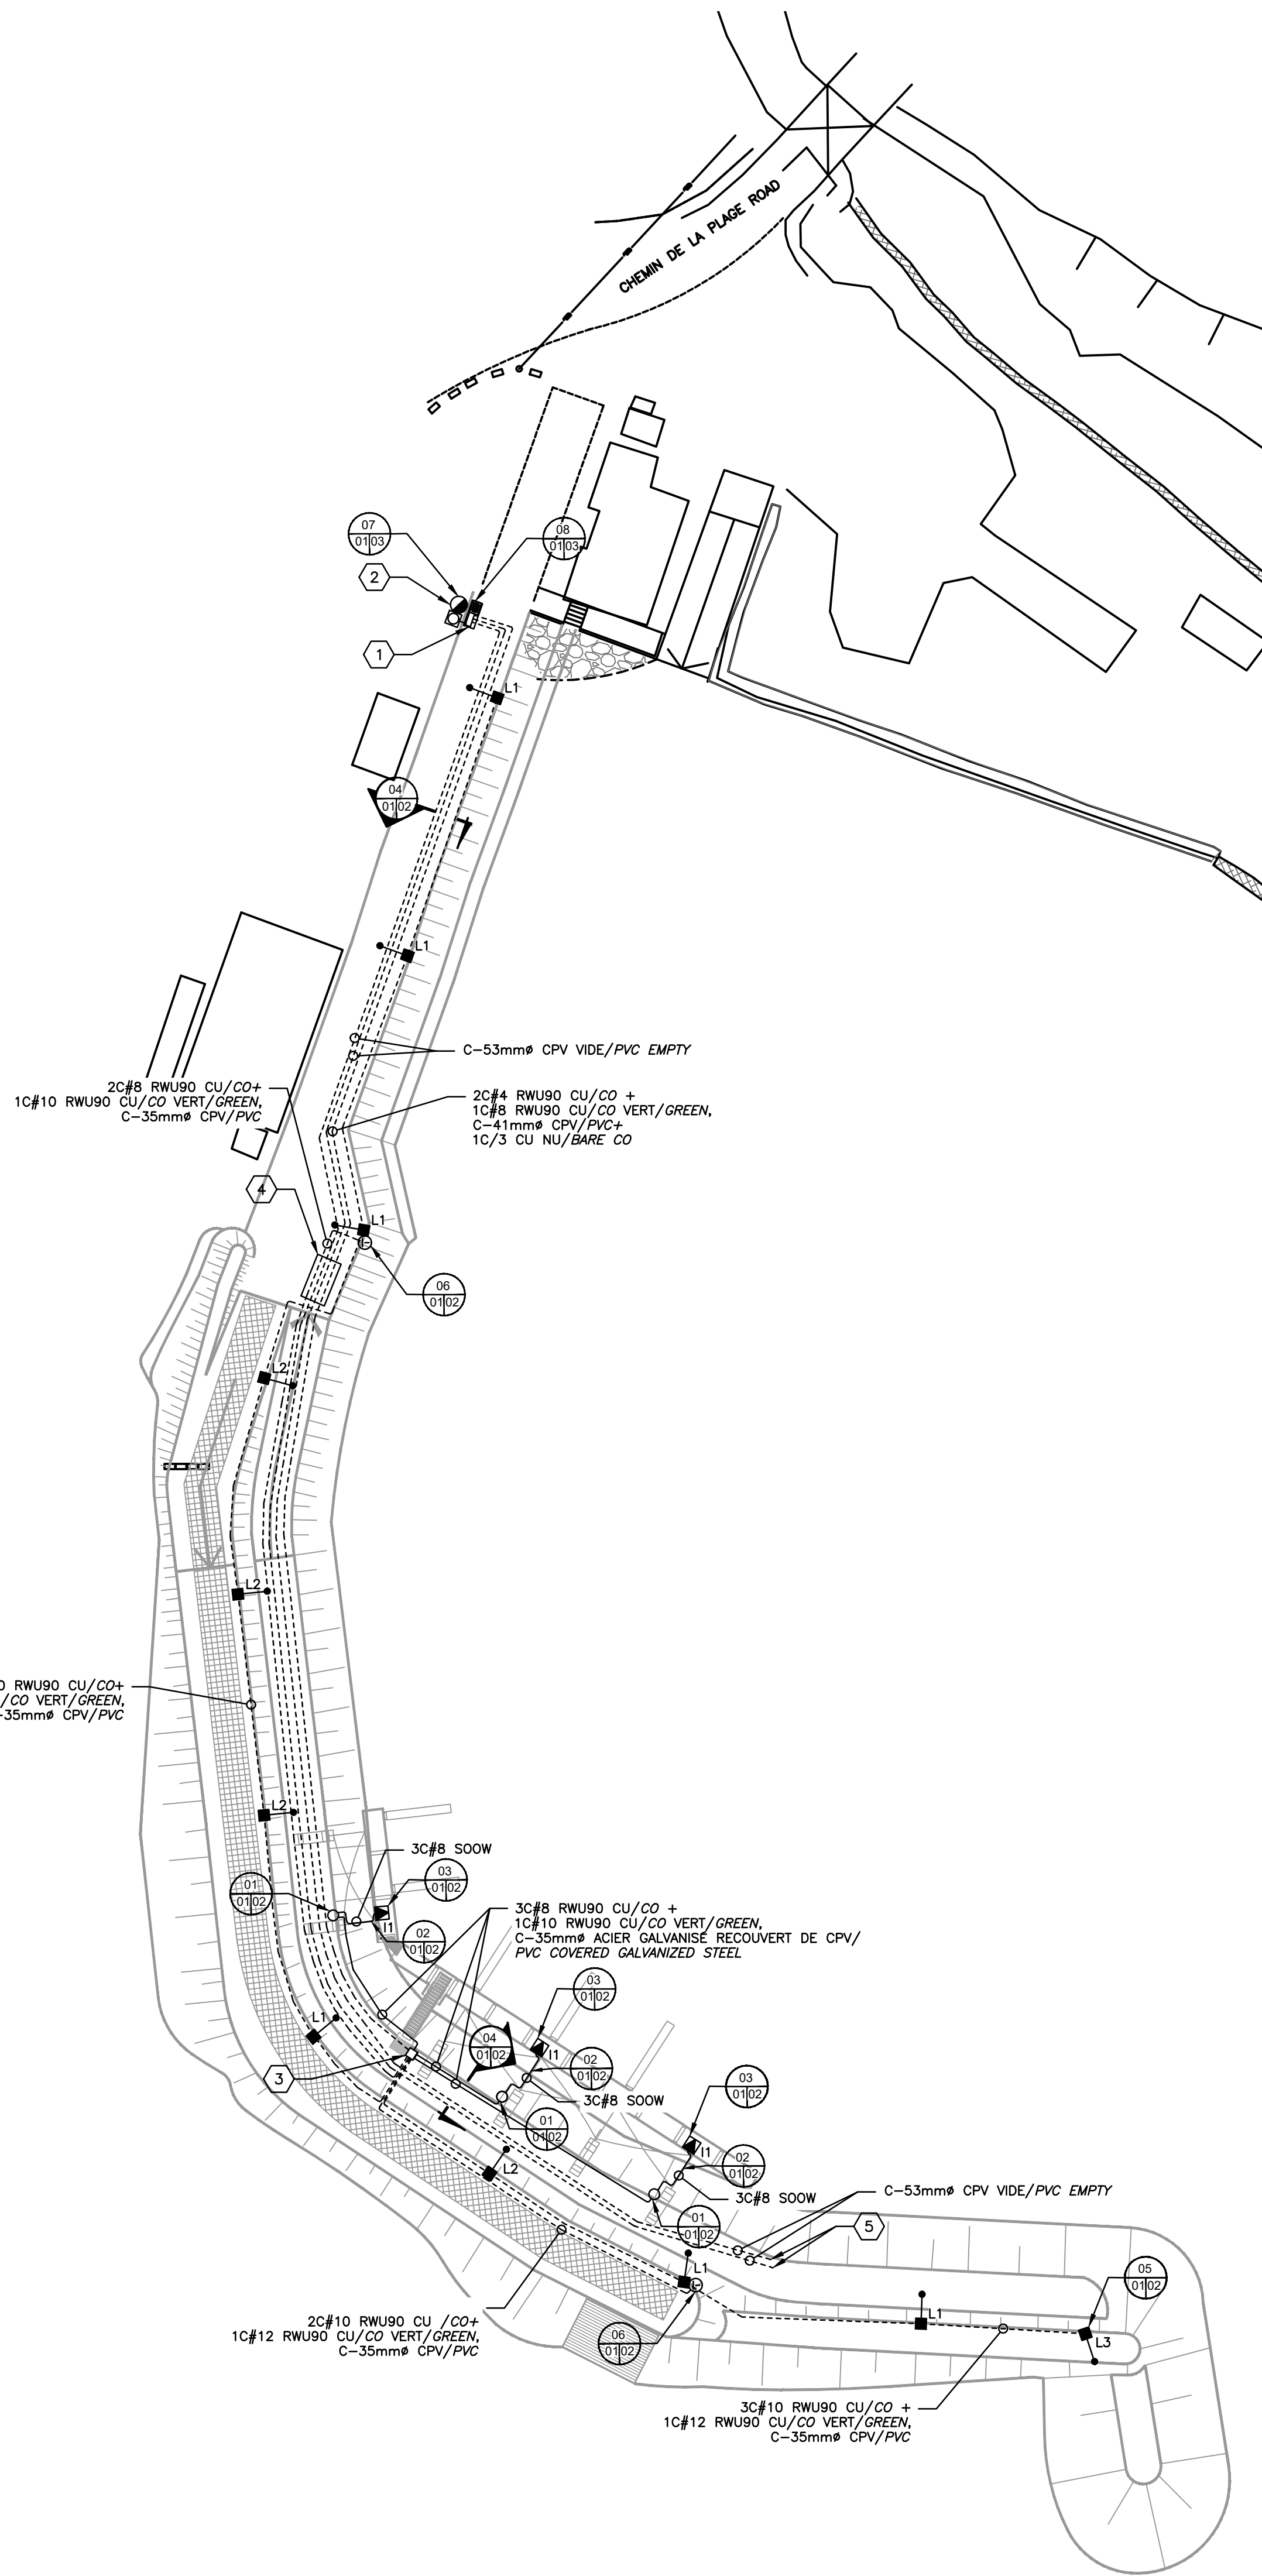 CHEMIN DE LA PLAGE ROAD
07
01 03
08
01 03
2
1
L1
04
01 02
L1
C-53mmø CPV VIDE/PVC EMPTY
2C#8 RWU90 CU/CO+
1C#10 RWU90 CU/CO VERT/GREEN,
C-35mmø CPV/PVC
2C#4 RWU90 CU/CO +
1C#8 RWU90 CU/CO VERT/GREEN,
C-41mmø CPV/PVC+
1C/3 CU NU/BARE CO
4
L1
06
01 02
L2
L2
0 RWU90 CU/CO+
/CO VERT/GREEN,
-35mmø CPV/PVC
L2
3C#8 SOOW
03
01 02
01
01 02
I1
02
01 02
3C#8 RWU90 CU/CO +
1C#10 RWU90 CU/CO VERT/GREEN,
C-35mmø ACIER GALVANISÉ RECOUVERT DE CPV/
PVC COVERED GALVANIZED STEEL
03
01 02
L1
04
01 02
I1
02
01 02
3
3C#8 SOOW
03
01 02
01
01 02
I1
02
01 02
L2
3C#8 SOOW
C-53mmø CPV VIDE/PVC EMPTY
01
01 02
5
L1
05
01 02
L1
2C#10 RWU90 CU /CO+
1C#12 RWU90 CU/CO VERT/GREEN,
C-35mmø CPV/PVC
06
01 02
L3
3C#10 RWU90 CU/CO +
1C#12 RWU90 CU/CO VERT/GREEN,
C-35mmø CPV/PVC